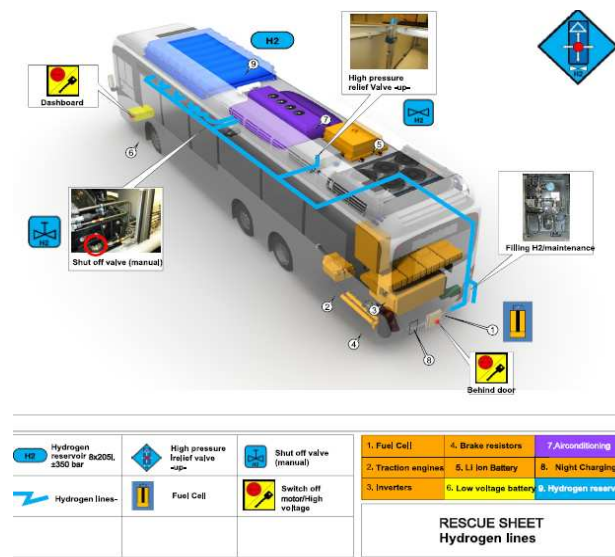 H2
9
High pressure
relief Valve -up-
H2
Dashboard
7
5
6
H2
Shut off valve (manual)
Filling H2/maintenance
2
3
1
4
8
Behind door
H2
Hydrogen
reservoir 8x205L
±350 bar
High pressure
relief valve
-up-
H2
Shut off valve
(manual)
Hydrogen lines-
Fuel Cell
Switch off
motor/High
voltage
1. Fuel Cell
4. Brake resistors
7.Airconditioning
2. Traction engines
5. Li Ion Battery
8. Night Charging
3. Inverters
6. Low voltage battery
9. Hydrogen reserv
RESCUE SHEET
Hydrogen lines